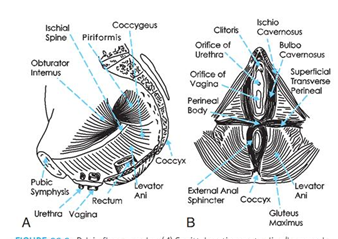 Ischial
Spine
Piriformis
Coccygeus
Obturator
Internus
Coccyx
Pubic
Symphysis
Levator
Ani
Rectum
Urethra Vagina
A
Clitoris
Ischio
Cavernosus
Orifice of
Urethra
Bulbo
Cavernosus
Orifice of
Vagina
Superficial
Transverse
Perineal
Perineal
Body
External Anal
Sphincter
Coccyx
Levator
Ani
Gluteus
Maximus
B